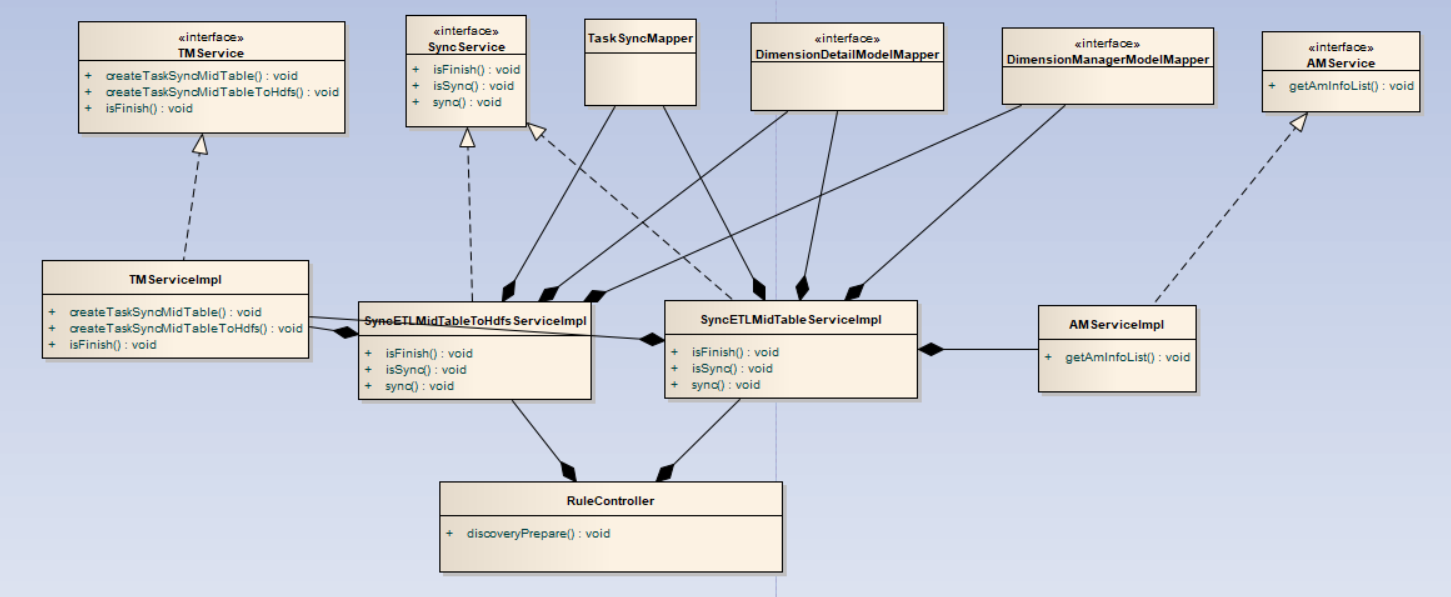 «interface»
TMService
+ createTaskSyncMidTable() : void
+ createTaskSyncMidTableToHdfs() : void
+ isFinish() : void
«interface»
SyncService
+ isFinish() : void
+ isSync() : void
+ sync() : void
TaskSyncMapper
«interface»
DimensionDetailModelMapper
«interface»
DimensionManagerModelMapper
«interface»
AMService
+ getAmInfoList() : void
TMServiceImpl
+ createTaskSyncMidTable() : void
+ createTaskSyncMidTableToHdfs() : void
+ isFinish() : void
SyncETLMidTableToHdfsServiceImpl
+ isFinish() : void
+ isSync() : void
+ sync() : void
SyncETLMidTableServiceImpl
+ isFinish() : void
+ isSync() : void
+ sync() : void
AMServiceImpl
+ getAmInfoList() : void
RuleController
+ discoveryPrepare() : void